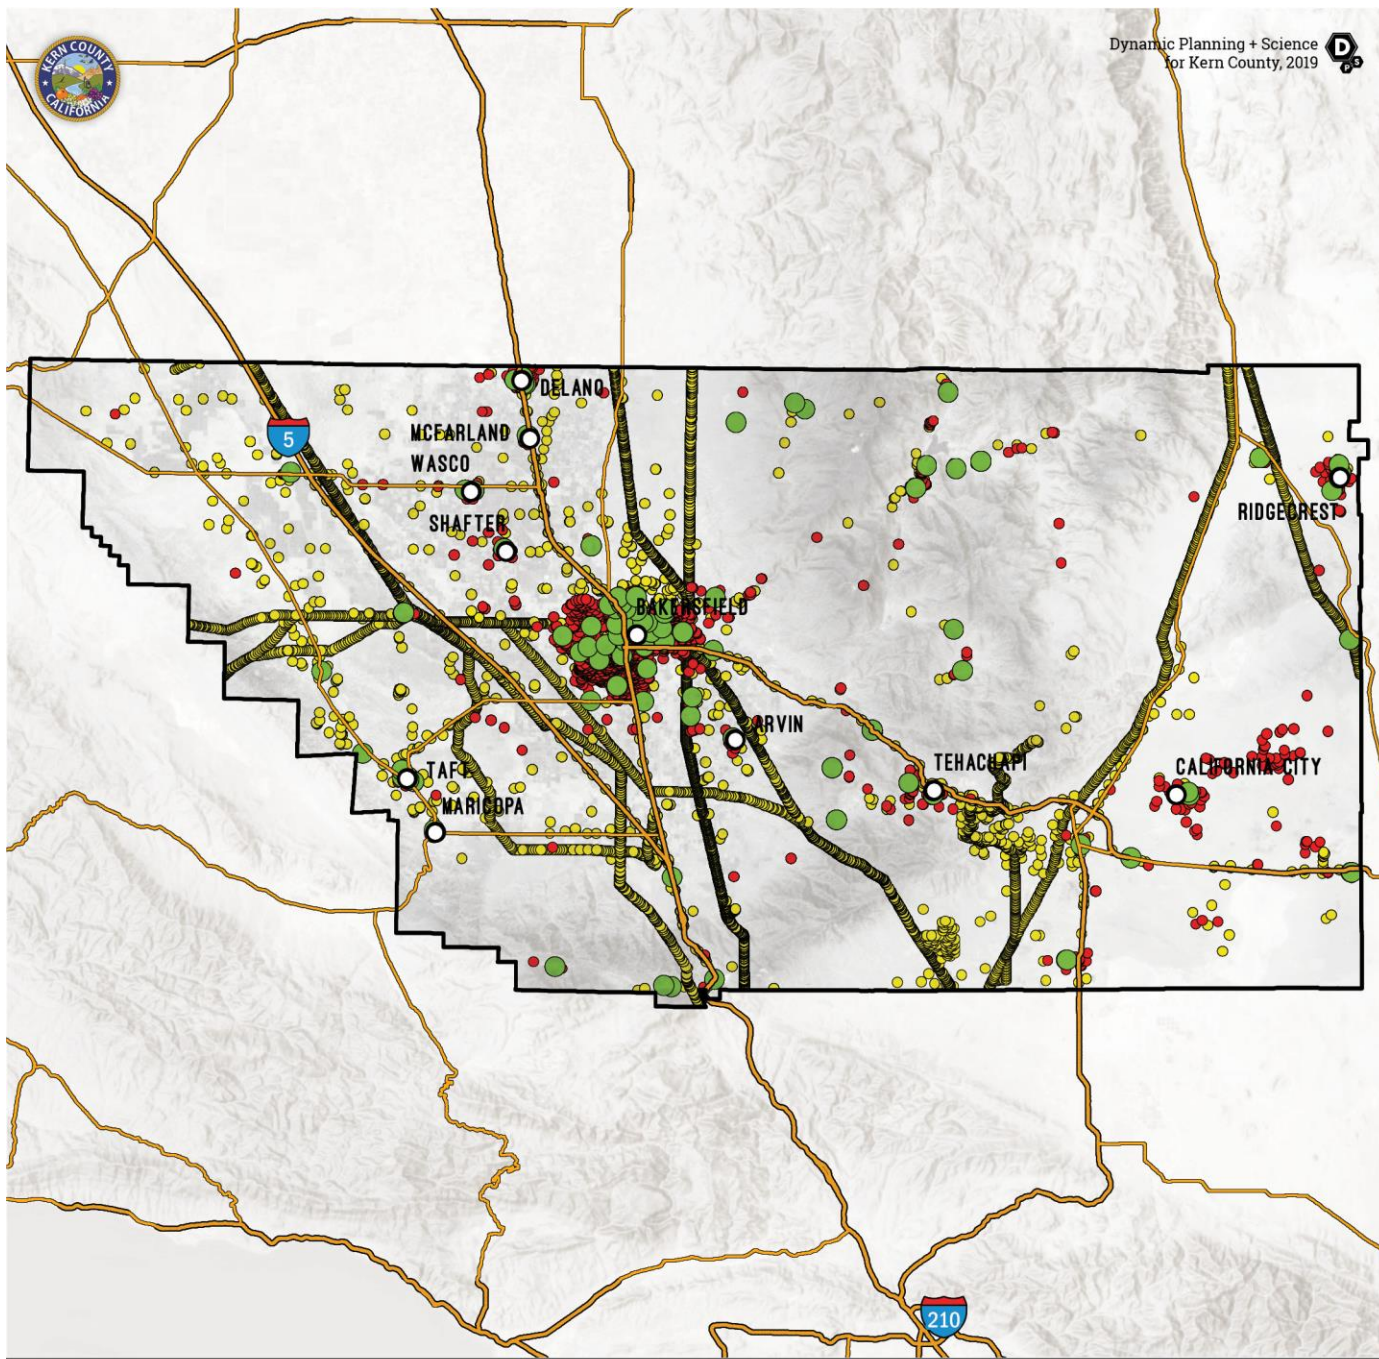 KERN COUNTY
CALIFORNIA
Dynamic Planning + Science
for Kern County, 2019
D
P S
DELANO
5
MCFARLAND
WASCO
RIDGECREST
SHAFTER
BAKERSFIELD
ARVIN
TEHACHAPI
TAFT
CALIFORNIA CITY
MARICOPA
210